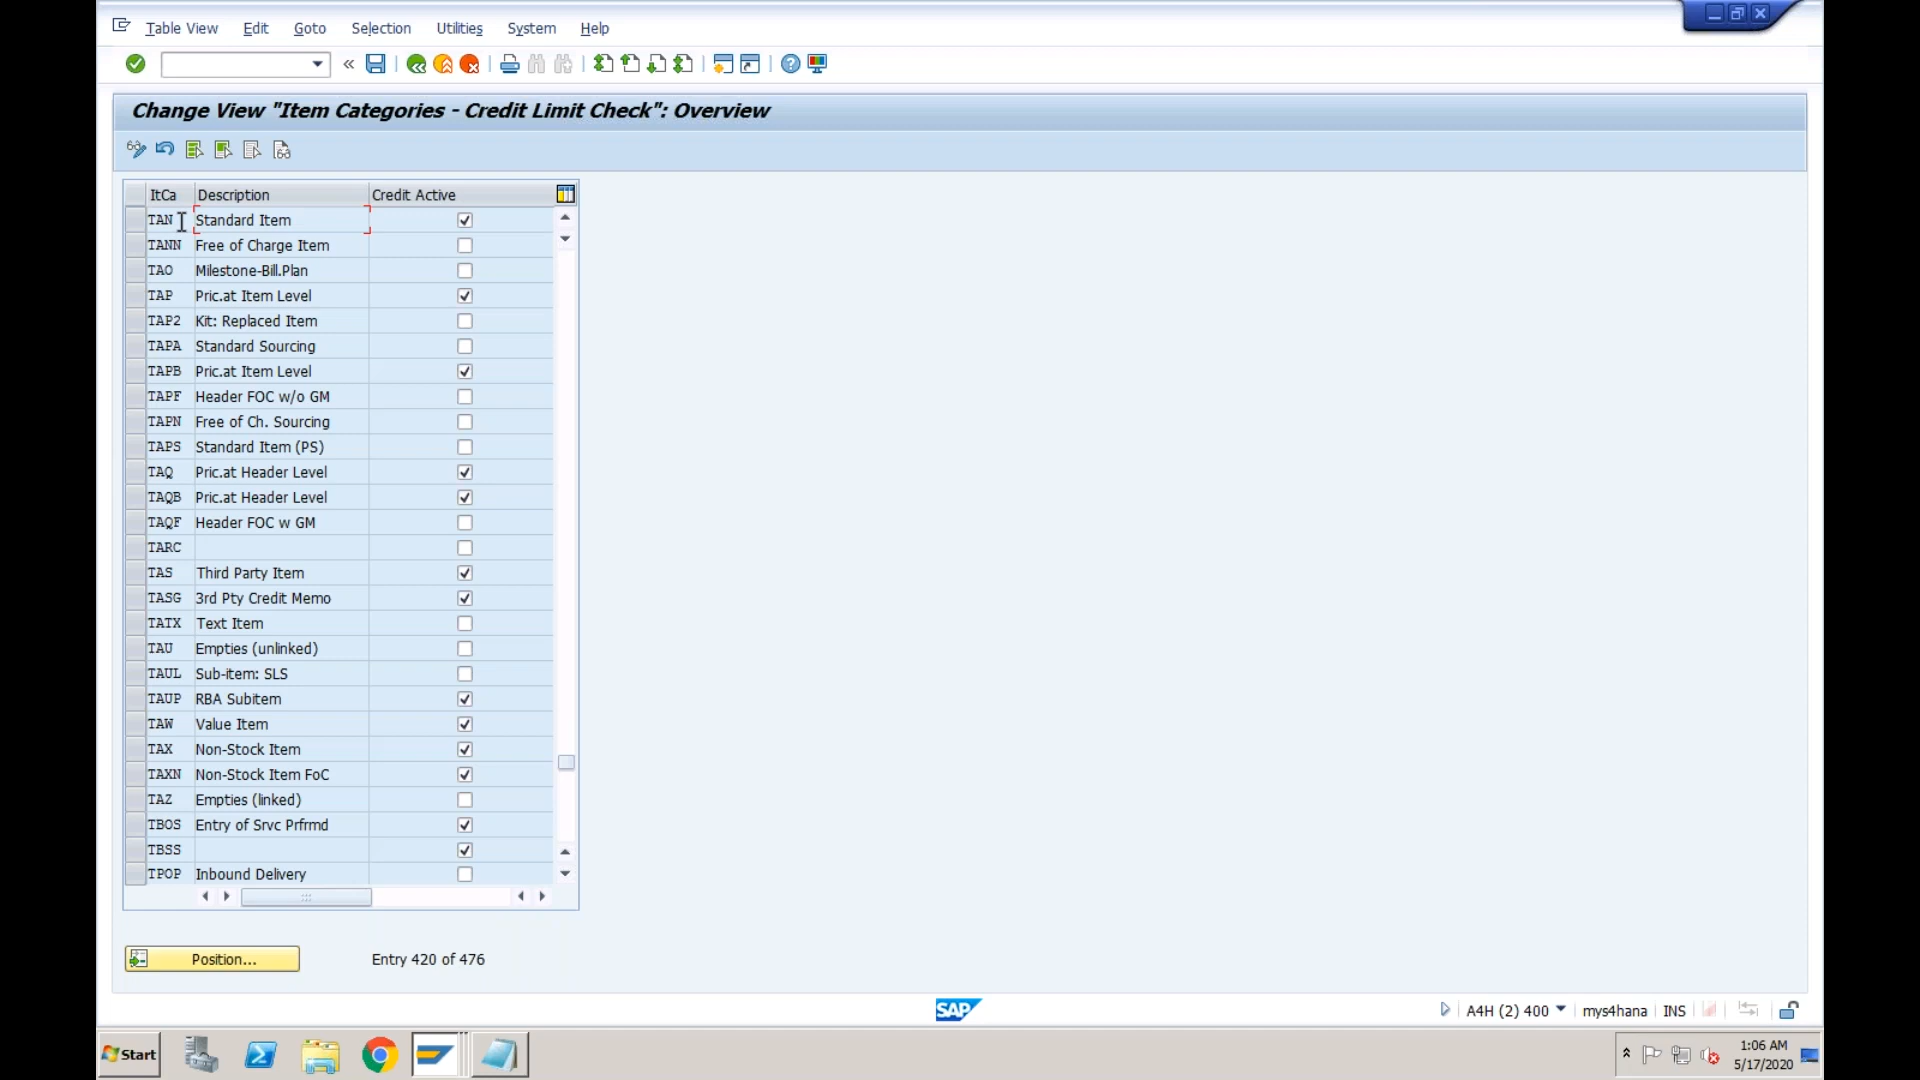 Table View Edit Goto Selection Utilities System Help
Change View "Item Categories - Credit Limit Check": Overview
ItCa Description Credit Active
TAN Standard Item
TANN Free of Charge Item
TAO Milestone-Bill.Plan
TAP Pric.at Item Level
TAP2 Kit: Replaced Item
TAPA Standard Sourcing
TAPB Pric.at Item Level
TAPF Header FOC w/o GM
TAPN Free of Ch. Sourcing
TAPS Standard Item (PS)
TAQ Pric.at Header Level
TAQB Pric.at Header Level
TAQF Header FOC w GM
TARC
TAS Third Party Item
TASG 3rd Pty Credit Memo
TATX Text Item
TAU Empties (unlinked)
TAUL Sub-item: SLS
TAUP RBA Subitem
TAW Value Item
TAX Non-Stock Item
TAXN Non-Stock Item FoC
TAZ Empties (linked)
TBOS Entry of Srvc Prfrmd
TBSS
TPOP Inbound Delivery
Position... Entry 420 of 476
SAP
A4H (2) 400 mys4hana INS
Start
1:06 AM
5/17/2020